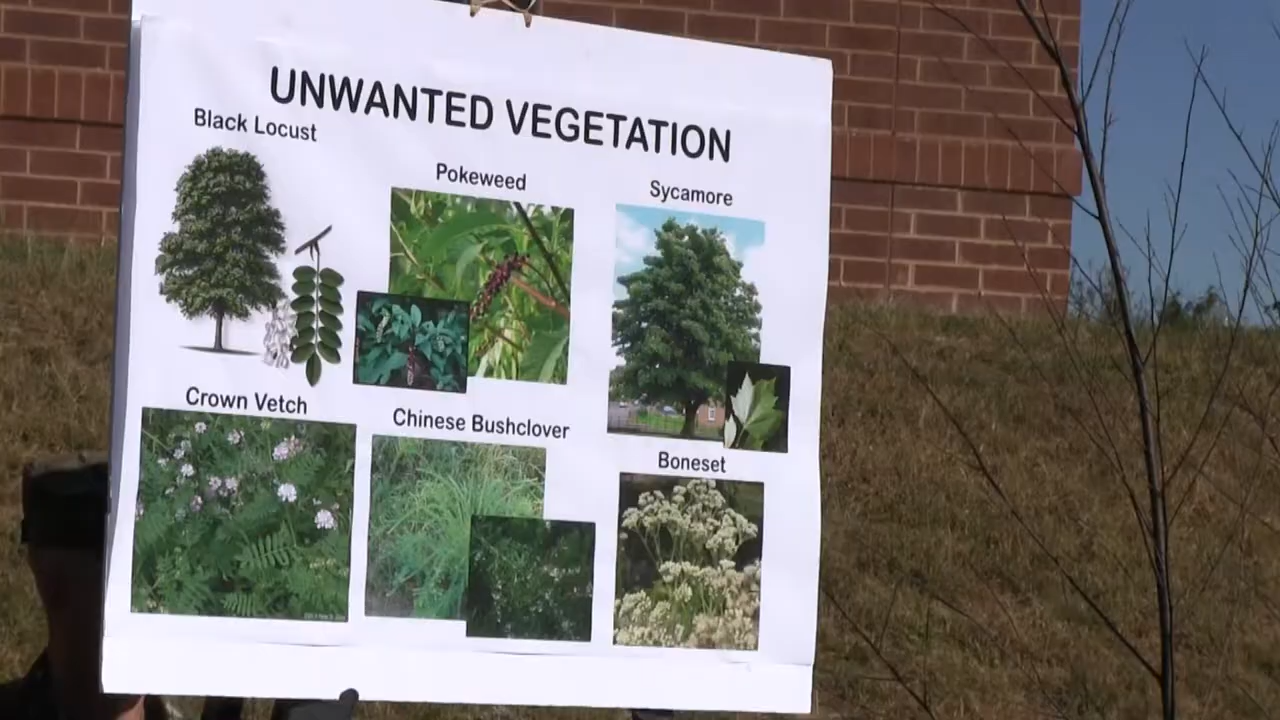 UNWANTED VEGETATION
Black Locust
Pokeweed
Sycamore
Crown Vetch
Chinese Bushclover
Boneset